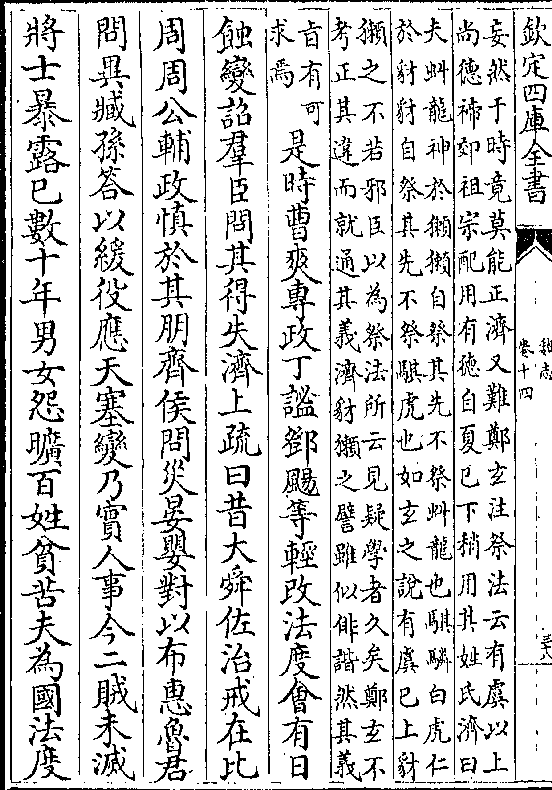 欽定四庫全書
魏志
卷十四
三六
妄然于時竟莫能正濟又難鄭𤣥注祭法云有虞以上
尚德禘郊祖宗配用有德自夏已下稍用其姓氏濟曰
夫虯龍神於獺獺自祭其先不祭虯龍也騏驎白虎仁
於豺豺自祭其先不祭騏虎也如𤣥之說有虞已上豺
獺之不若邪臣以為祭法所云見疑學者久矣鄭𤣥不
考正其違而就通其義濟豺獺之譬雖似俳諧然其義
㫖有可
求焉
是時曹爽專政丁謐鄧颺等輕改法度會有日
蝕變詔羣臣問其得失濟上疏曰昔大舜佐治戒在比
周周公輔政慎於其朋齊侯問災晏嬰對以布惠魯君
問異臧孫答以緩役應天塞變乃實人事今二賊未滅
將士暴露已數十年男女怨曠百姓貧苦夫為國法度